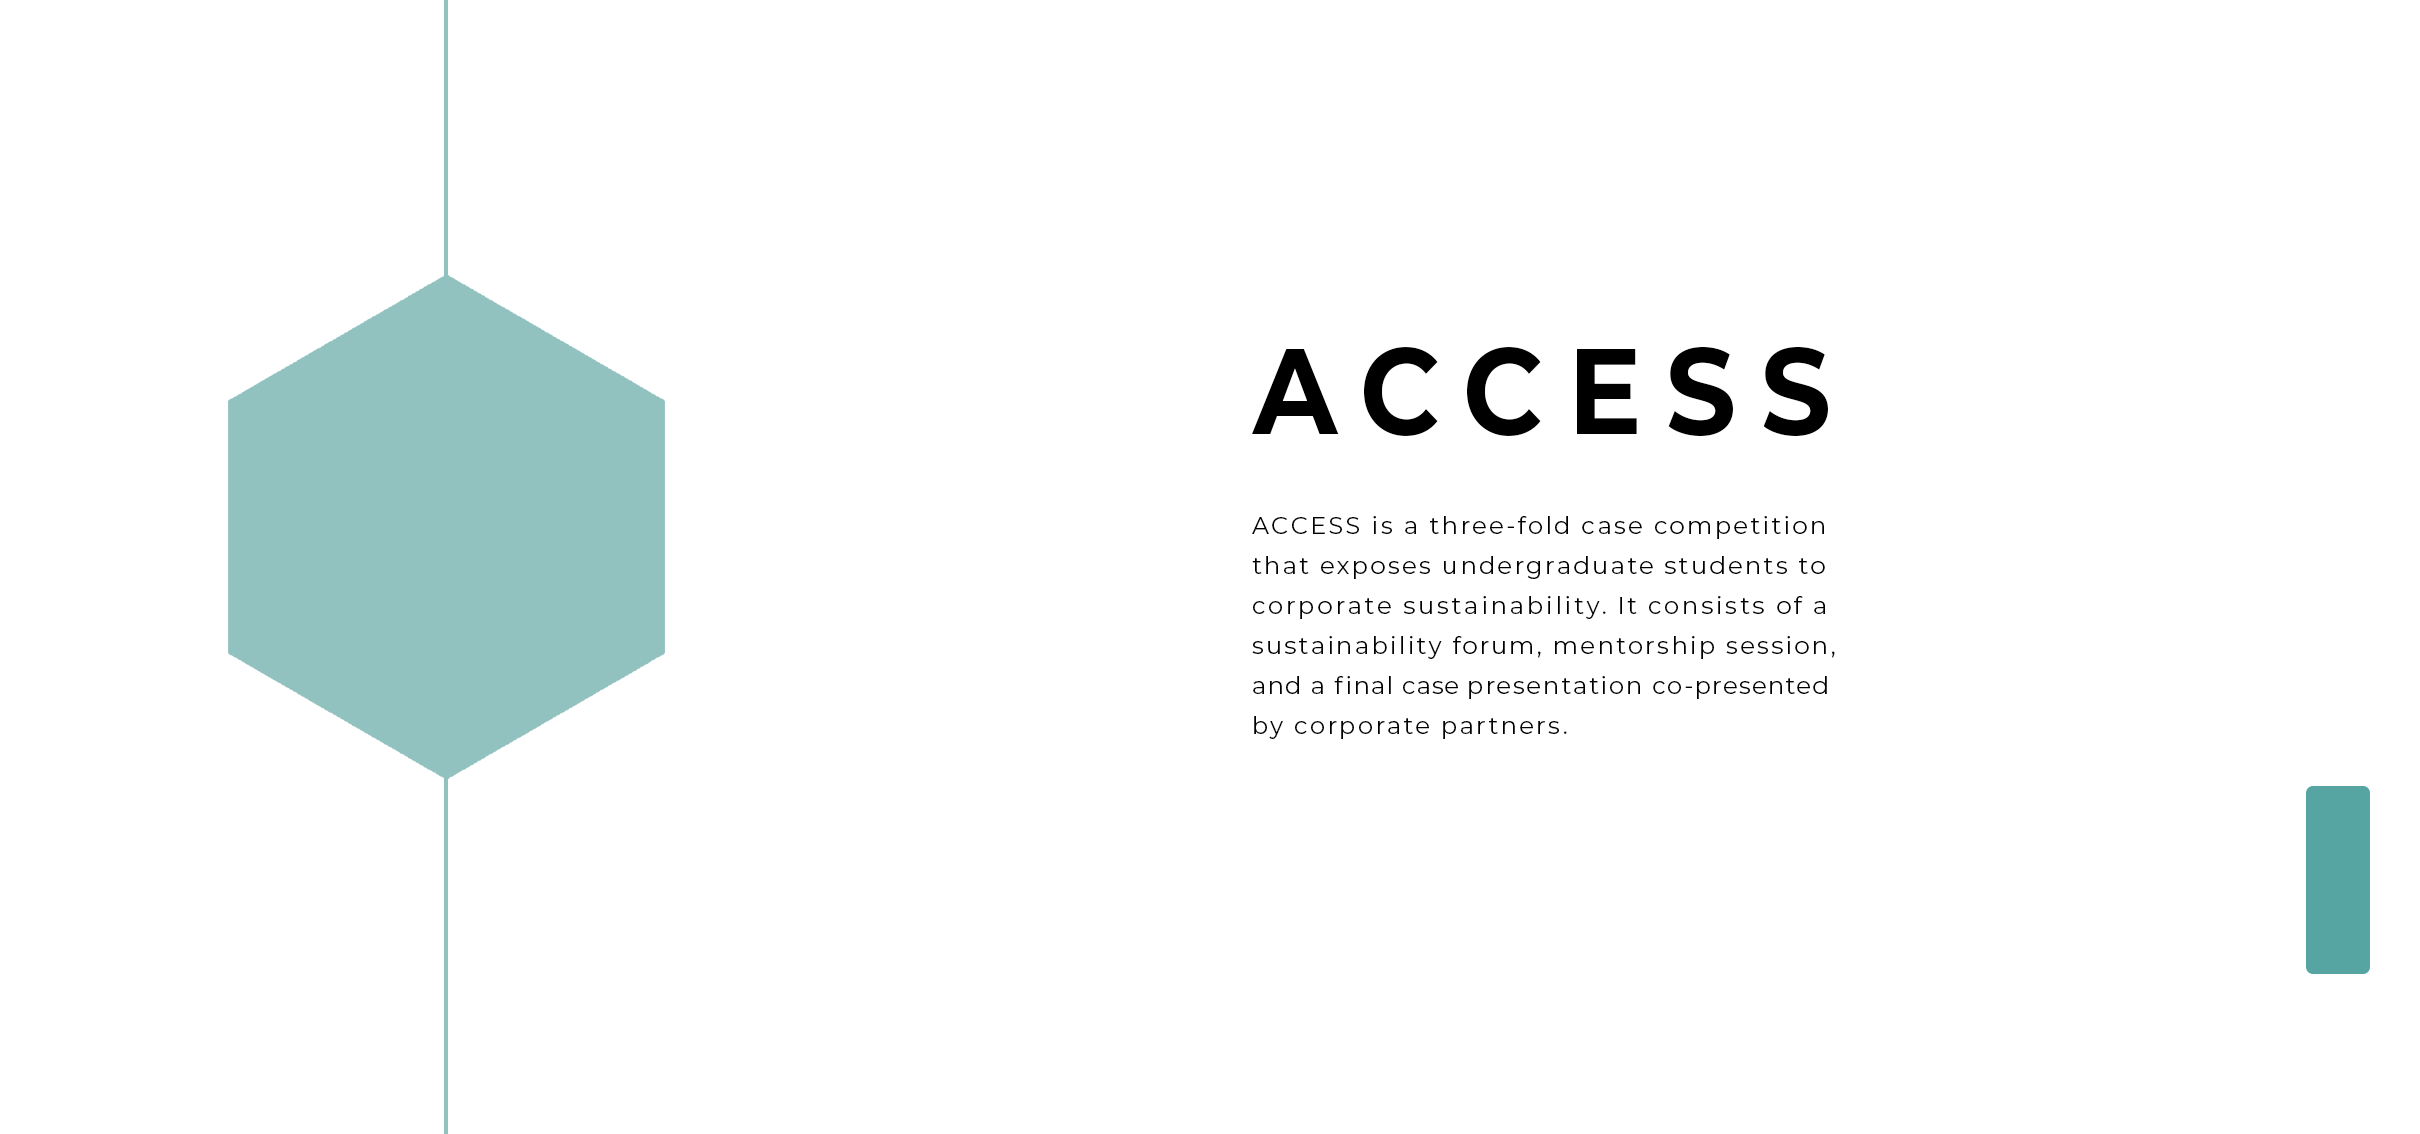 ACCESS
ACCESS is a three-fold case competition
that exposes undergraduate students to
corporate sustainability. It consists of a
sustainability forum, mentorship session,
and a final case presentation co-presented
by corporate partners.